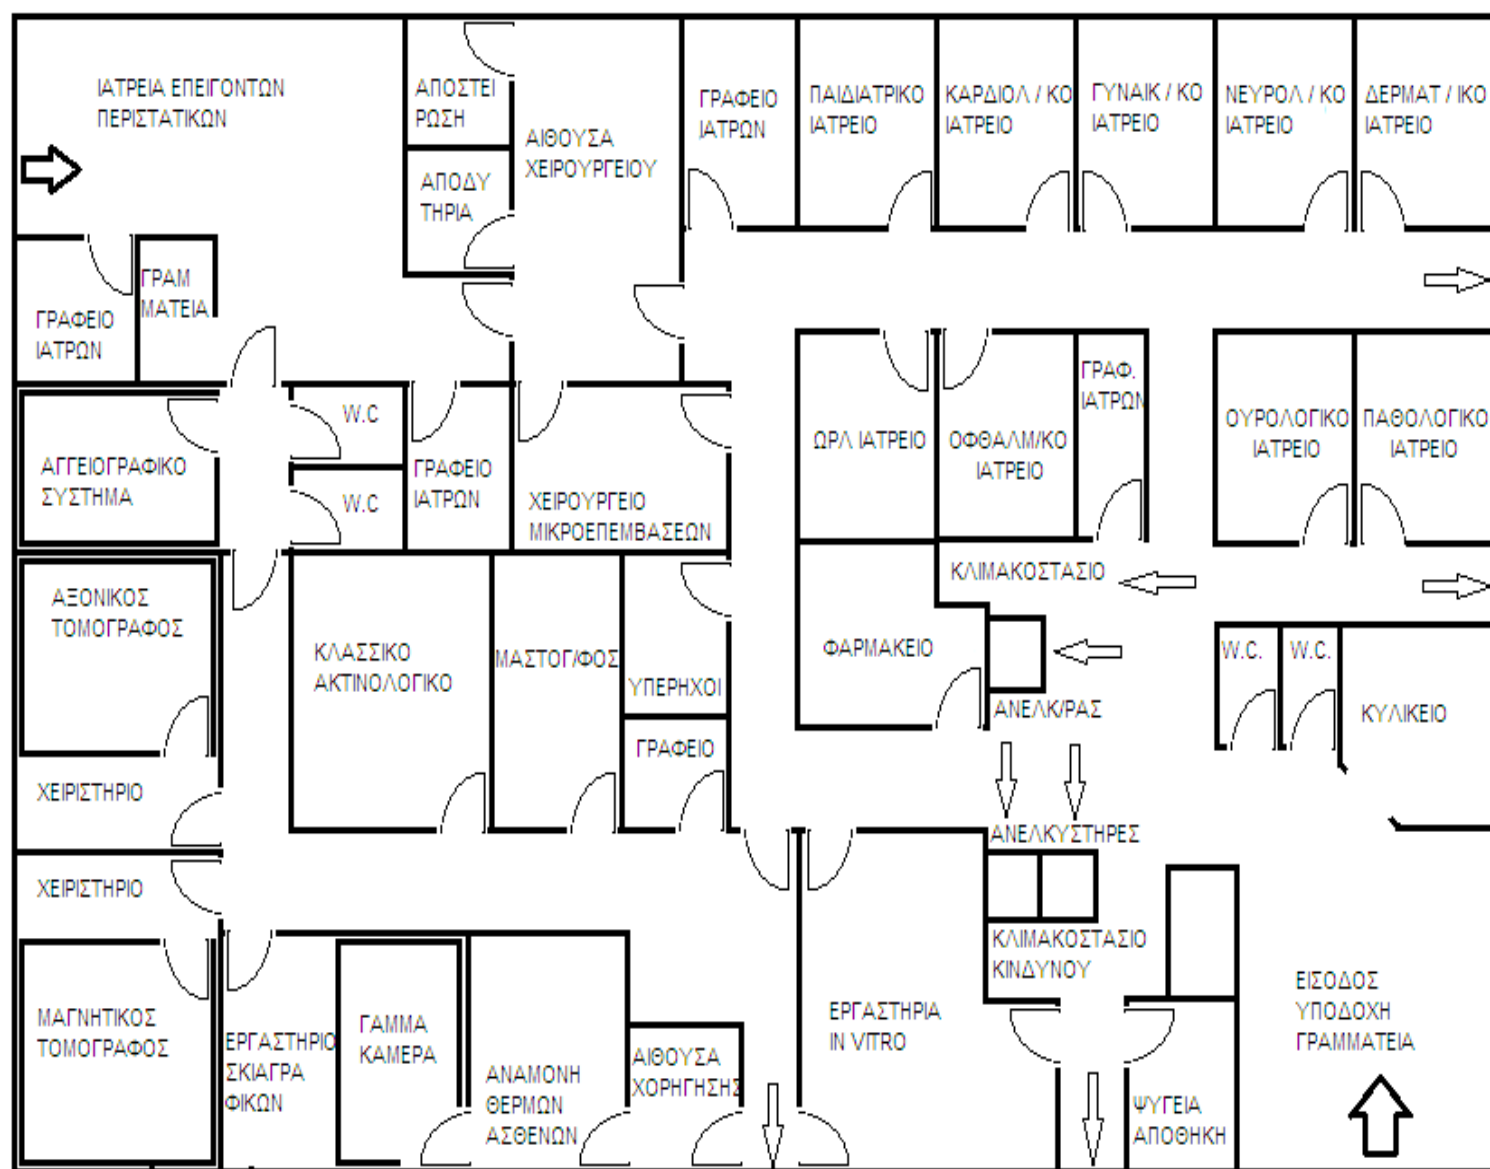 ΙΑΤΡΕΙΑ ΕΠΕΙΓΟΝΤΩΝ
ΠΕΡΙΣΤΑΤΙΚΩΝ
ΑΠΟΣΤΕΙ
ΡΩΣΗ
ΑΠΟΔΥ
ΤΗΡΙΑ
ΑΙΘΟΥΣΑ
ΧΕΙΡΟΥΡΓΕΙΟΥ
ΓΡΑΦΕΙΟ
ΙΑΤΡΩΝ
ΠΑΙΔΙΑΤΡΙΚΟ
ΙΑΤΡΕΙΟ
ΚΑΡΔΙΟΛ / ΚΟ
ΙΑΤΡΕΙΟ
ΓΥΝΑΙΚ / ΚΟ
ΙΑΤΡΕΙΟ
ΝΕΥΡΟΛ / ΚΟ
ΙΑΤΡΕΙΟ
ΔΕΡΜΑΤ / ΙΚΟ
ΙΑΤΡΕΙΟ
ΓΡΑΦΕΙΟ
ΙΑΤΡΩΝ
ΓΡΑΜ
ΜΑΤΕΙΑ
ΑΓΓΕΙΟΓΡΑΦΙΚΟ
ΣΥΣΤΗΜΑ
W.C
W.C
ΓΡΑΦΕΙΟ
ΙΑΤΡΩΝ
ΧΕΙΡΟΥΡΓΕΙΟ
ΜΙΚΡΟΕΠΕΜΒΑΣΕΩΝ
ΩΡΛ ΙΑΤΡΕΙΟ
ΟΦΘΑΛΜ/ΚΟ
ΙΑΤΡΕΙΟ
ΓΡΑΦ.
ΙΑΤΡΩΝ
ΟΥΡΟΛΟΓΙΚΟ
ΙΑΤΡΕΙΟ
ΠΑΘΟΛΟΓΙΚΟ
ΙΑΤΡΕΙΟ
ΑΞΟΝΙΚΟΣ
ΤΟΜΟΓΡΑΦΟΣ
ΚΛΑΣΣΙΚΟ
ΑΚΤΙΝΟΛΟΓΙΚΟ
ΜΑΣΤΟΓ/ΦΟΣ
ΥΠΕΡΗΧΟΙ
ΓΡΑΦΕΙΟ
ΚΛΙΜΑΚΟΣΤΑΣΙΟ
ΦΑΡΜΑΚΕΙΟ
ΑΝΕΛΚ/ΡΑΣ
W.C.
W.C.
ΚΥΛΙΚΕΙΟ
ΧΕΙΡΙΣΤΗΡΙΟ
ΑΝΕΛΚΥΣΤΗΡΕΣ
ΧΕΙΡΙΣΤΗΡΙΟ
ΚΛΙΜΑΚΟΣΤΑΣΙΟ
ΚΙΝΔΥΝΟΥ
ΜΑΓΝΗΤΙΚΟΣ
ΤΟΜΟΓΡΑΦΟΣ
ΕΡΓΑΣΤΗΡΙΟ
ΣΚΙΑΓΡΑ
ΦΙΚΩΝ
ΓΑΜΜΑ
ΚΑΜΕΡΑ
ΑΝΑΜΟΝΗ
ΘΕΡΜΩΝ
ΑΣΘΕΝΩΝ
ΑΙΘΟΥΣΑ
ΧΟΡΗΓΗΣΗΣ
ΕΡΓΑΣΤΗΡΙΑ
IN VITRO
ΨΥΓΕΙΑ
ΑΠΟΘΗΚΗ
ΕΙΣΟΔΟΣ
ΥΠΟΔΟΧΗ
ΓΡΑΜΜΑΤΕΙΑ